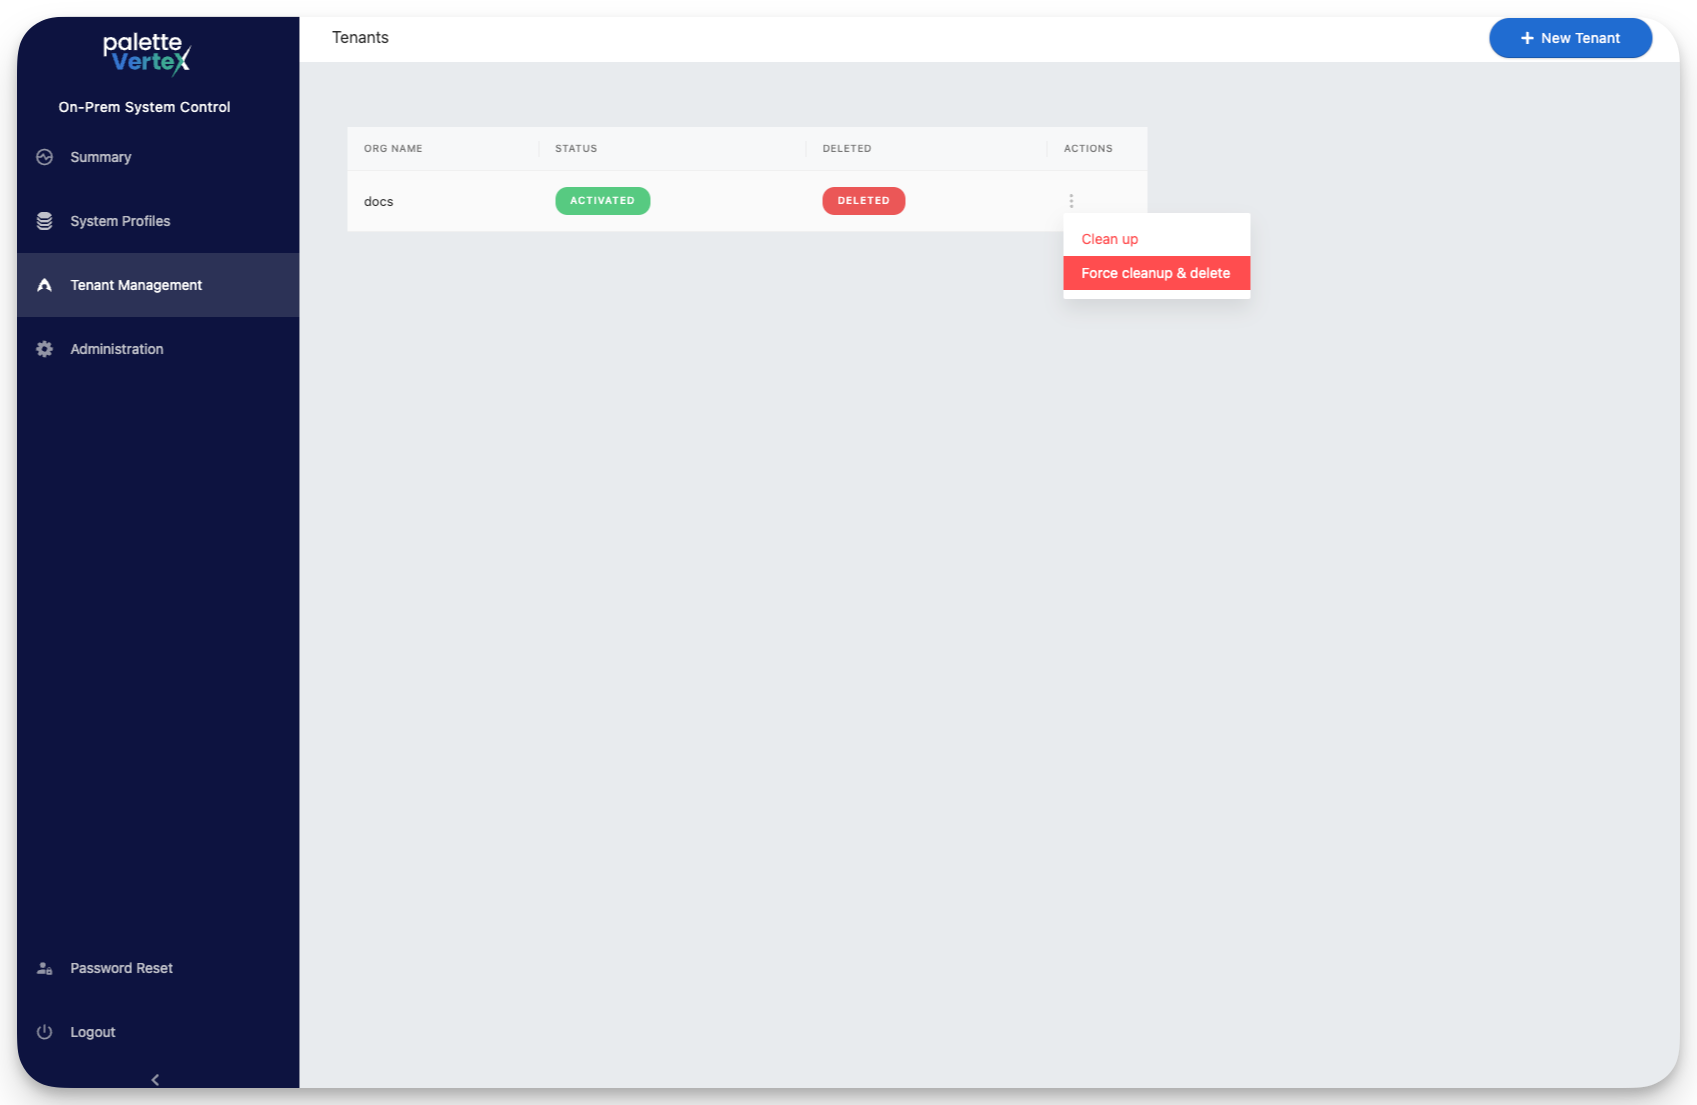 palette
VerteX
On-Prem System Control
Summary
System Profiles
Tenant Management
Administration
Password Reset
Logout
Tenants
+ New Tenant
ORG NAME STATUS DELETED ACTIONS
docs ACTIVATED DELETED
Clean up
Force cleanup & delete